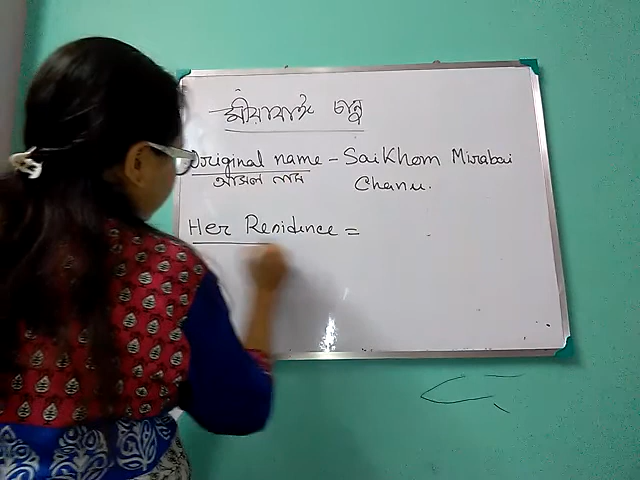 মীরাবাই চানু
Original name - Saikhom Mirabai
আসল নাম Chanu.
Her Residence =